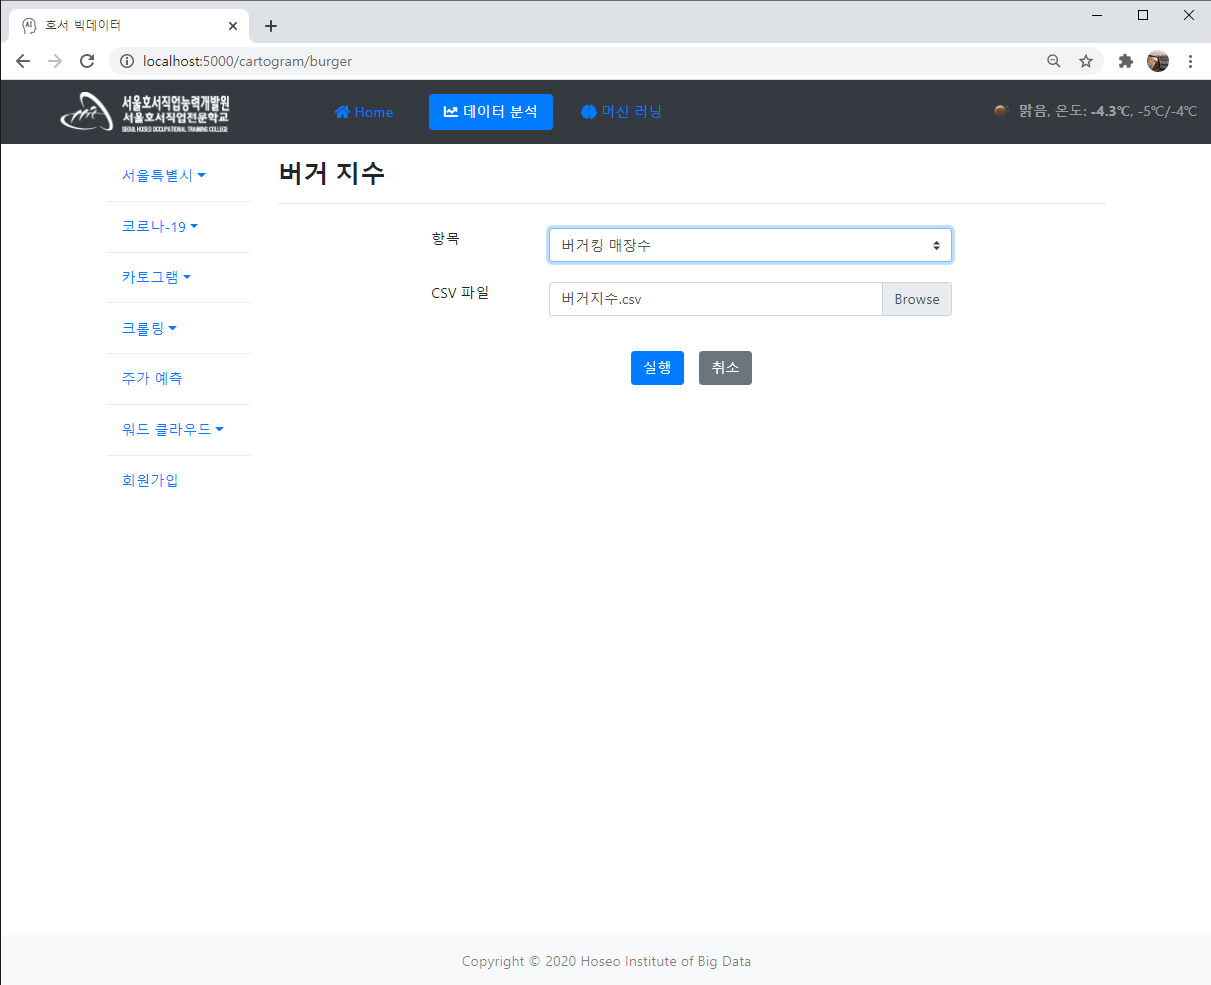 호서 빅데이터
localhost:5000/cartogram/burger
서울호서직업능력개발원
서울호서직업전문학교
SEOUL HOSEO OCCUPATIONAL TRAINING COLLEGE
Home
데이터 분석
머신 러닝
맑음, 온도: -4.3℃, -5℃/-4℃
서울특별시
코로나-19
카토그램
크롤링
주가 예측
워드 클라우드
회원가입
버거 지수
항목
버거킹 매장수
CSV 파일
버거지수.csv
Browse
실행
취소
Copyright © 2020 Hoseo Institute of Big Data